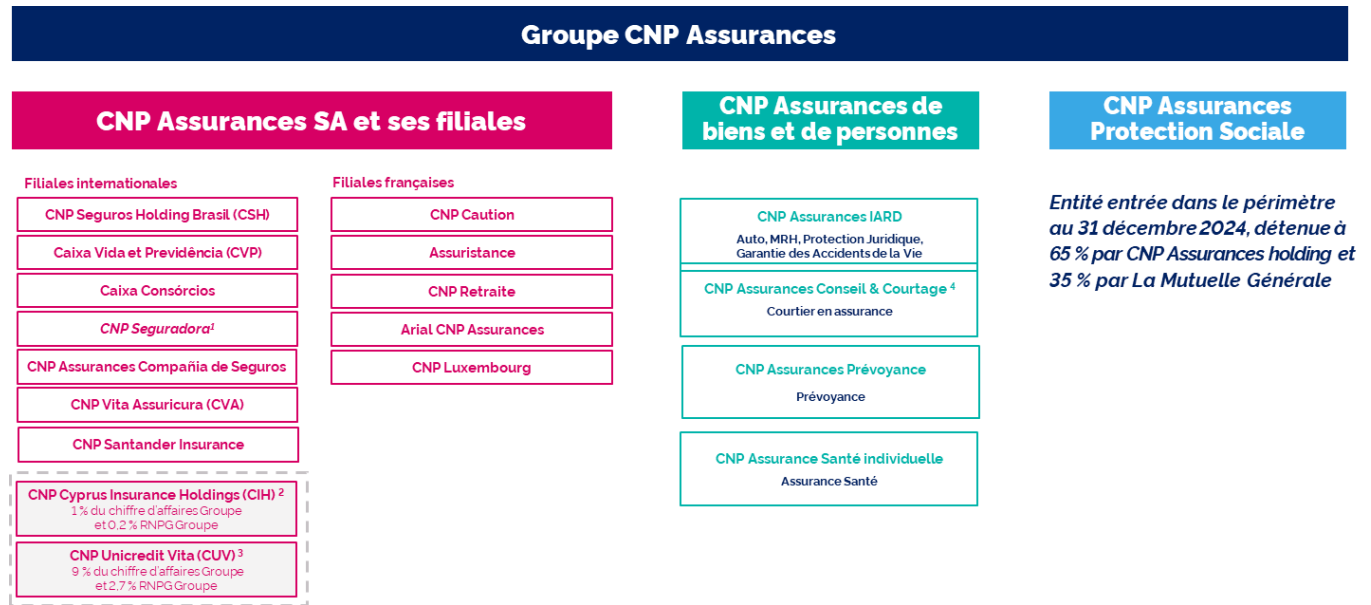 Groupe CNP Assurances
CNP Assurances SA et ses filiales
Filiales internationales
CNP Seguros Holding Brasil (CSH)
Caixa Vida et Previdência (CVP)
Caixa Consórcios
CNP Seguradora¹
CNP Assurances Compañia de Seguros
CNP Vita Assuricura (CVA)
CNP Santander Insurance
CNP Cyprus Insurance Holdings (CIH) ²
1 % du chiffre d'affaires Groupe
et 0,2 % RNPG Groupe
CNP Unicredit Vita (CUV) ³
9 % du chiffre d'affaires Groupe
et 2,7 % RNPG Groupe
Filiales françaises
CNP Caution
Assuristance
CNP Retraite
Arial CNP Assurances
CNP Luxembourg
CNP Assurances de
biens et de personnes
CNP Assurances IARD
Auto, MRH, Protection Juridique,
Garantie des Accidents de la Vie
CNP Assurances Conseil & Courtage ⁴
Courtier en assurance
CNP Assurances Prévoyance
Prévoyance
CNP Assurance Santé individuelle
Assurance Santé
CNP Assurances
Protection Sociale
Entité entrée dans le périmètre
au 31 décembre 2024, détenue à
65 % par CNP Assurances holding et
35 % par La Mutuelle Générale